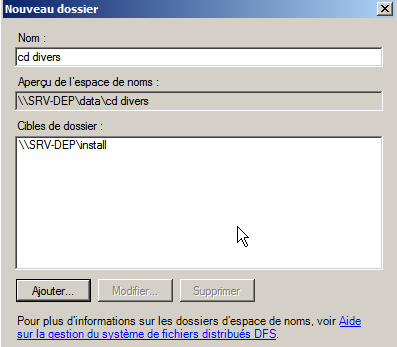 Nouveau dossier
Nom :
cd divers
Aperçu de l'espace de noms :
\\SRV-DEP\data\cd divers
Cibles de dossier :
\\SRV-DEP\install
Ajouter... Modifier... Supprimer
Pour plus d'informations sur les dossiers d'espace de noms, voir Aide
sur la gestion du système de fichiers distribués DFS.